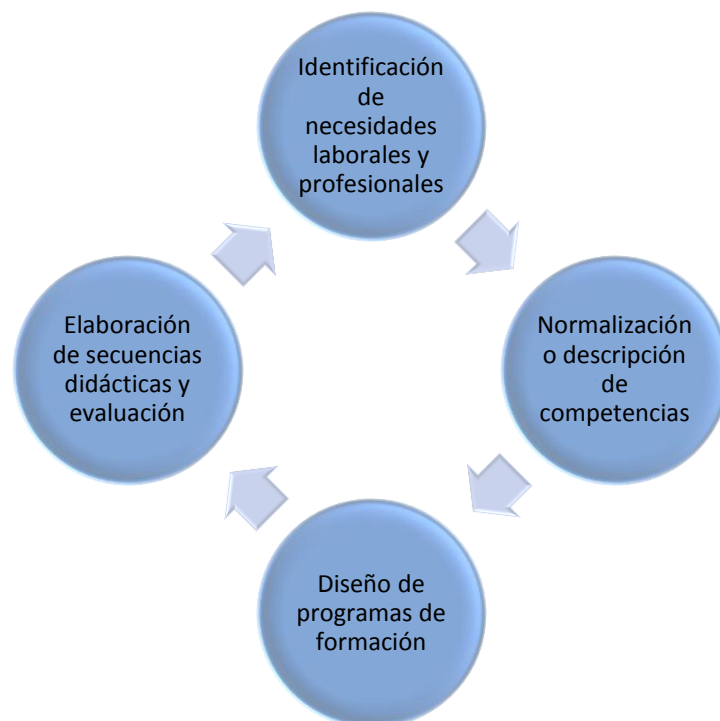 Identificación
de
necesidades
laborales y
profesionales
Normalización
o descripción
de
competencias
Diseño de
programas de
formación
Elaboración
de secuencias
didácticas y
evaluación